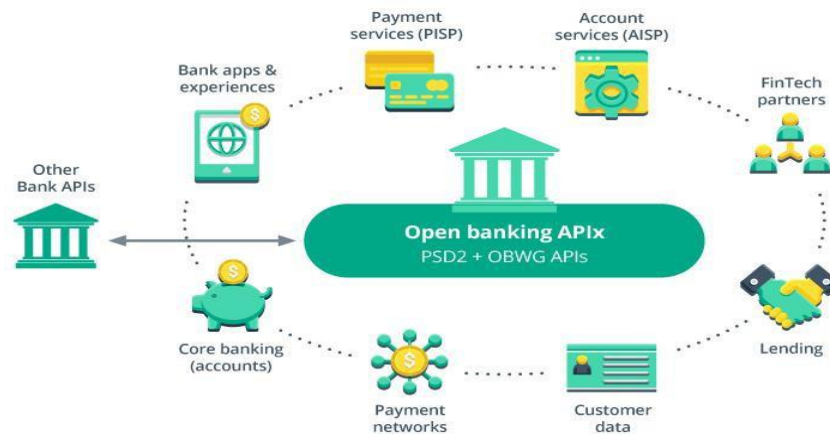 Payment
services (PISP)
Account
services (AISP)
Bank apps &
experiences
FinTech
partners
Other
Bank APIs
Open banking APIx
PSD2 + OBWG APIs
Core banking
(accounts)
Payment
networks
Customer
data
Lending